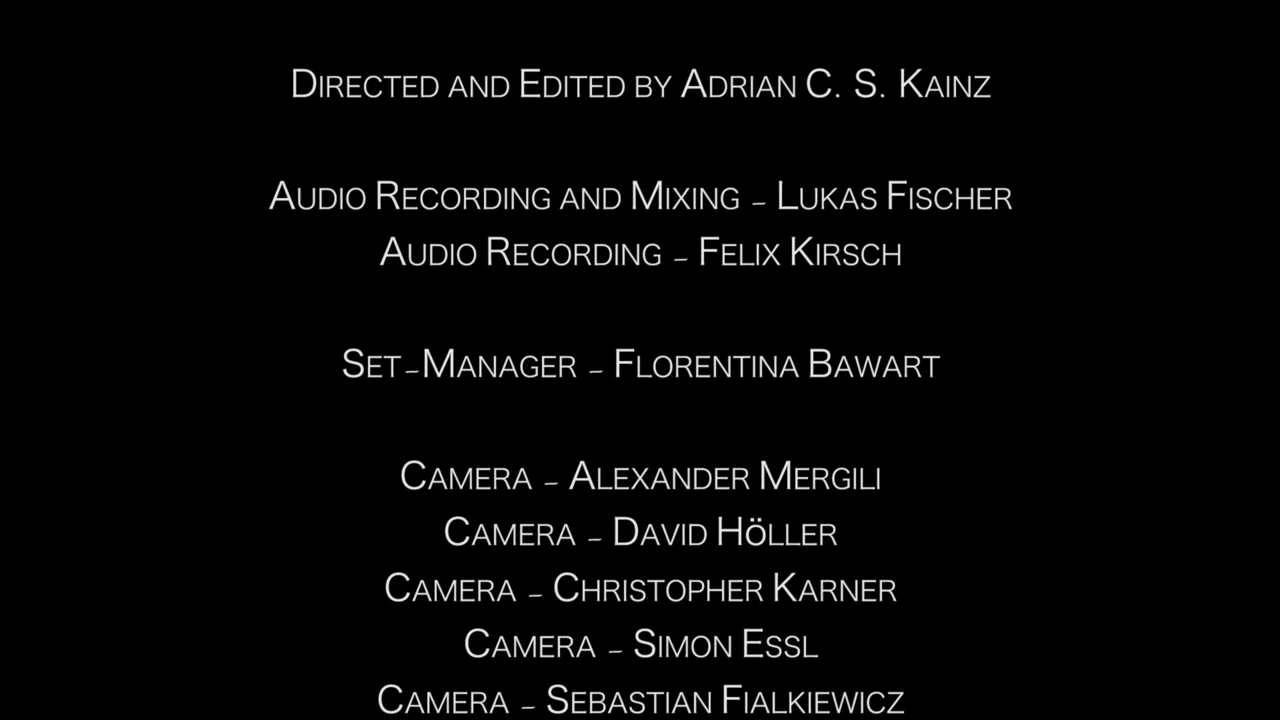 Directed and Edited by Adrian C. S. Kainz
Audio Recording and Mixing - Lukas Fischer
Audio Recording - Felix Kirsch
Set-Manager - Florentina Bawart
Camera - Alexander Mergili
Camera - David Höller
Camera - Christopher Karner
Camera - Simon Essl
Camera - Sebastian Fialkiewicz